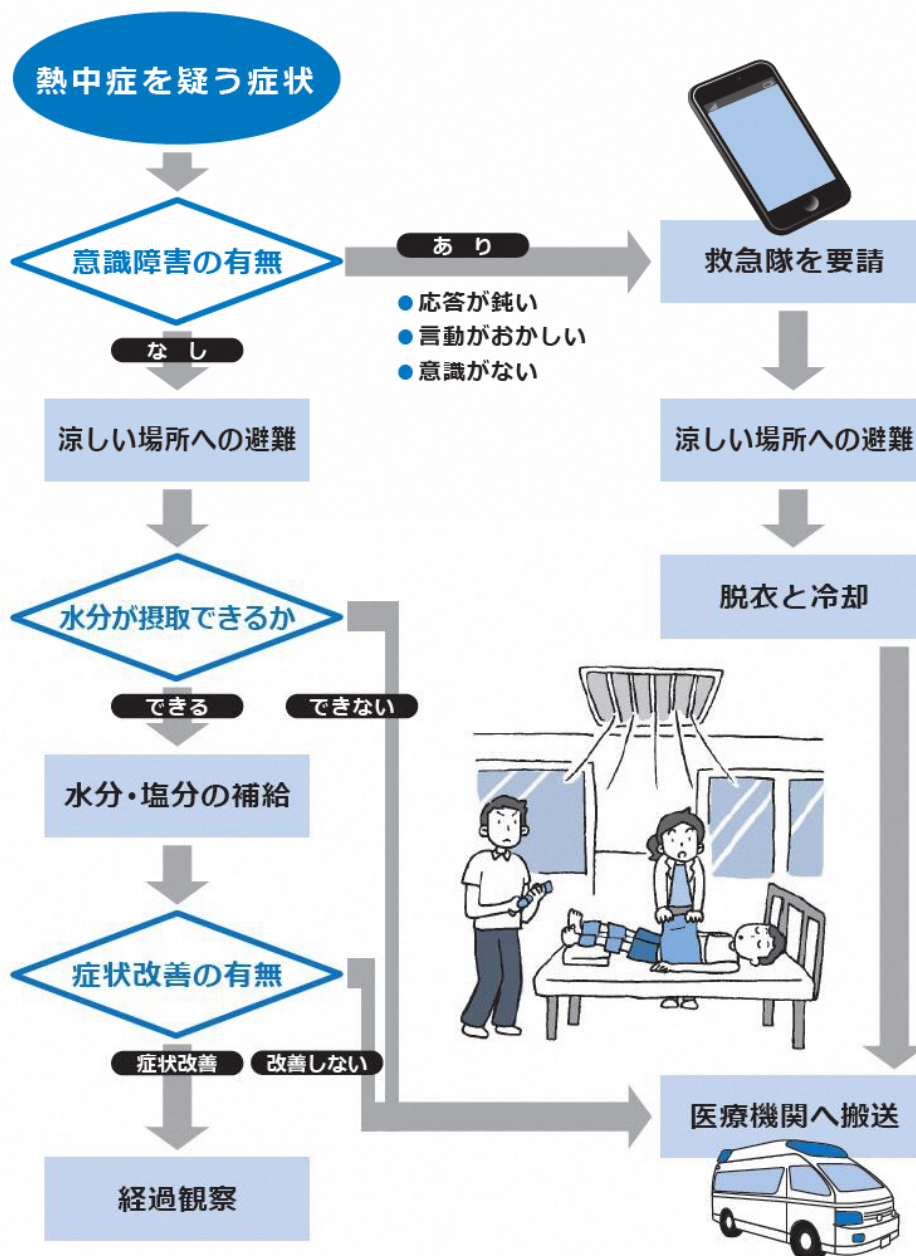 熱中症を疑う症状
意識障害の有無
あり
● 応答が鈍い
● 言動がおかしい
● 意識がない
救急隊を要請
なし
涼しい場所への避難
涼しい場所への避難
水分が摂取できるか
脱衣と冷却
できる
できない
水分・塩分の補給
症状改善の有無
症状改善
改善しない
医療機関へ搬送
経過観察